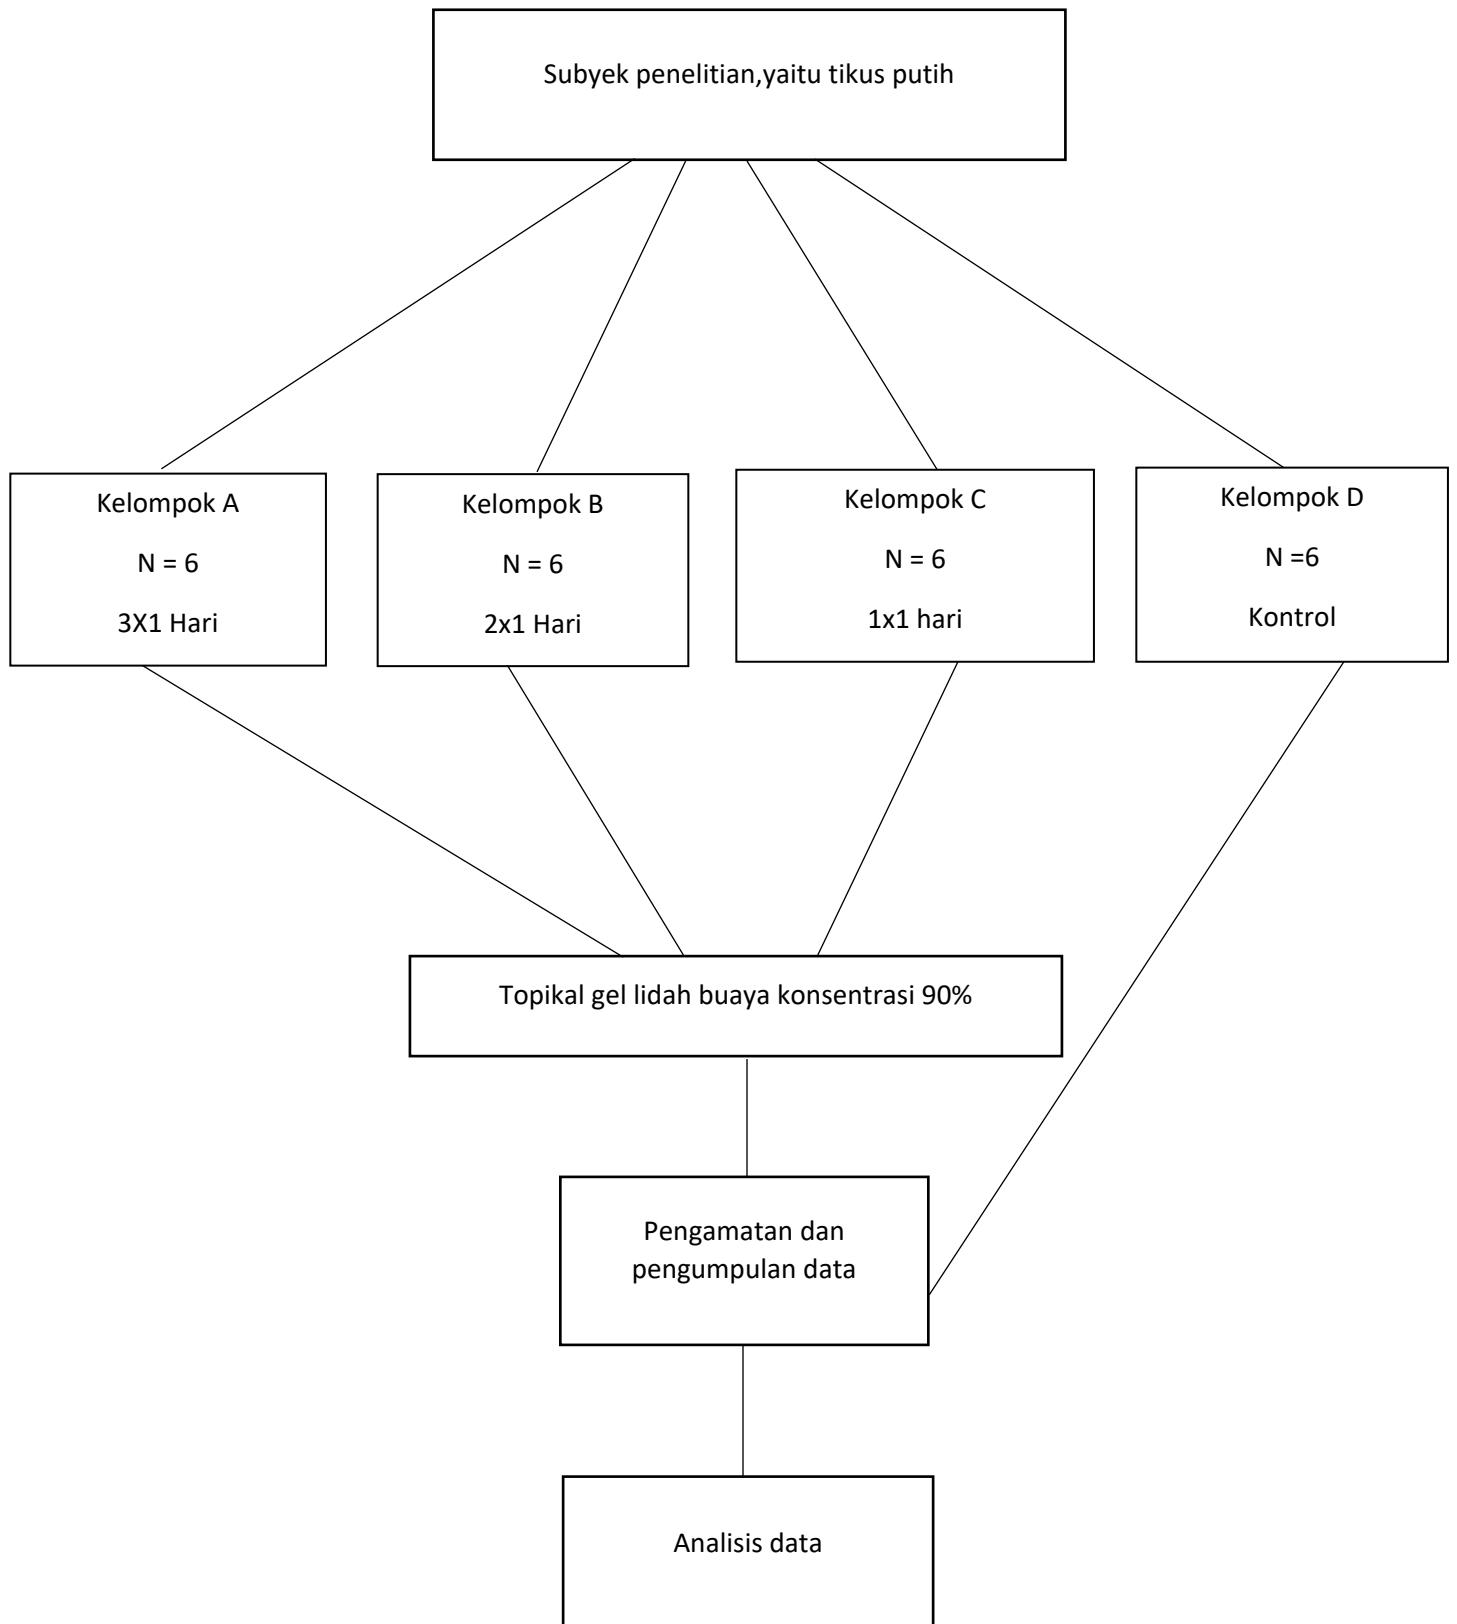 Subyek penelitian,yaitu tikus putih
Kelompok A
N = 6
3X1 Hari
Kelompok B
N = 6
2x1 Hari
Kelompok C
N = 6
1x1 hari
Kelompok D
N =6
Kontrol
Topikal gel lidah buaya konsentrasi 90%
Pengamatan dan
pengumpulan data
Analisis data